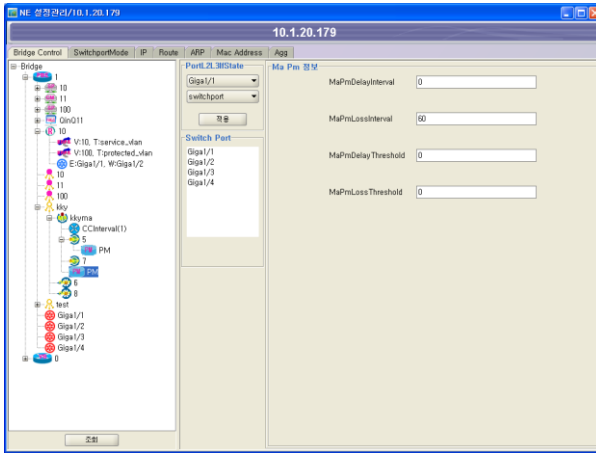 NE 설정관리/10.1.20.179
10.1.20.179
Bridge Control SwitchportMode IP Route ARP Mac Address Agg
Bridge
1
10
11
100
QinQ11
10
V:10, T:service_vlan
V:100, T:protected_vlan
E:Giga1/1, W:Giga1/2
10
11
100
kky
kkyma
CCInterval(1)
5
PM
7
PM
6
8
test
Giga1/1
Giga1/2
Giga1/3
Giga1/4
0
조회
PortL2L3IfState
Giga1/1
switchport
적용
Switch Port
Giga1/1
Giga1/2
Giga1/3
Giga1/4
Ma Pm 정보
MaPmDelayInterval 0
MaPmLossInterval 60
MaPmDelayThreshold 0
MaPmLossThreshold 0